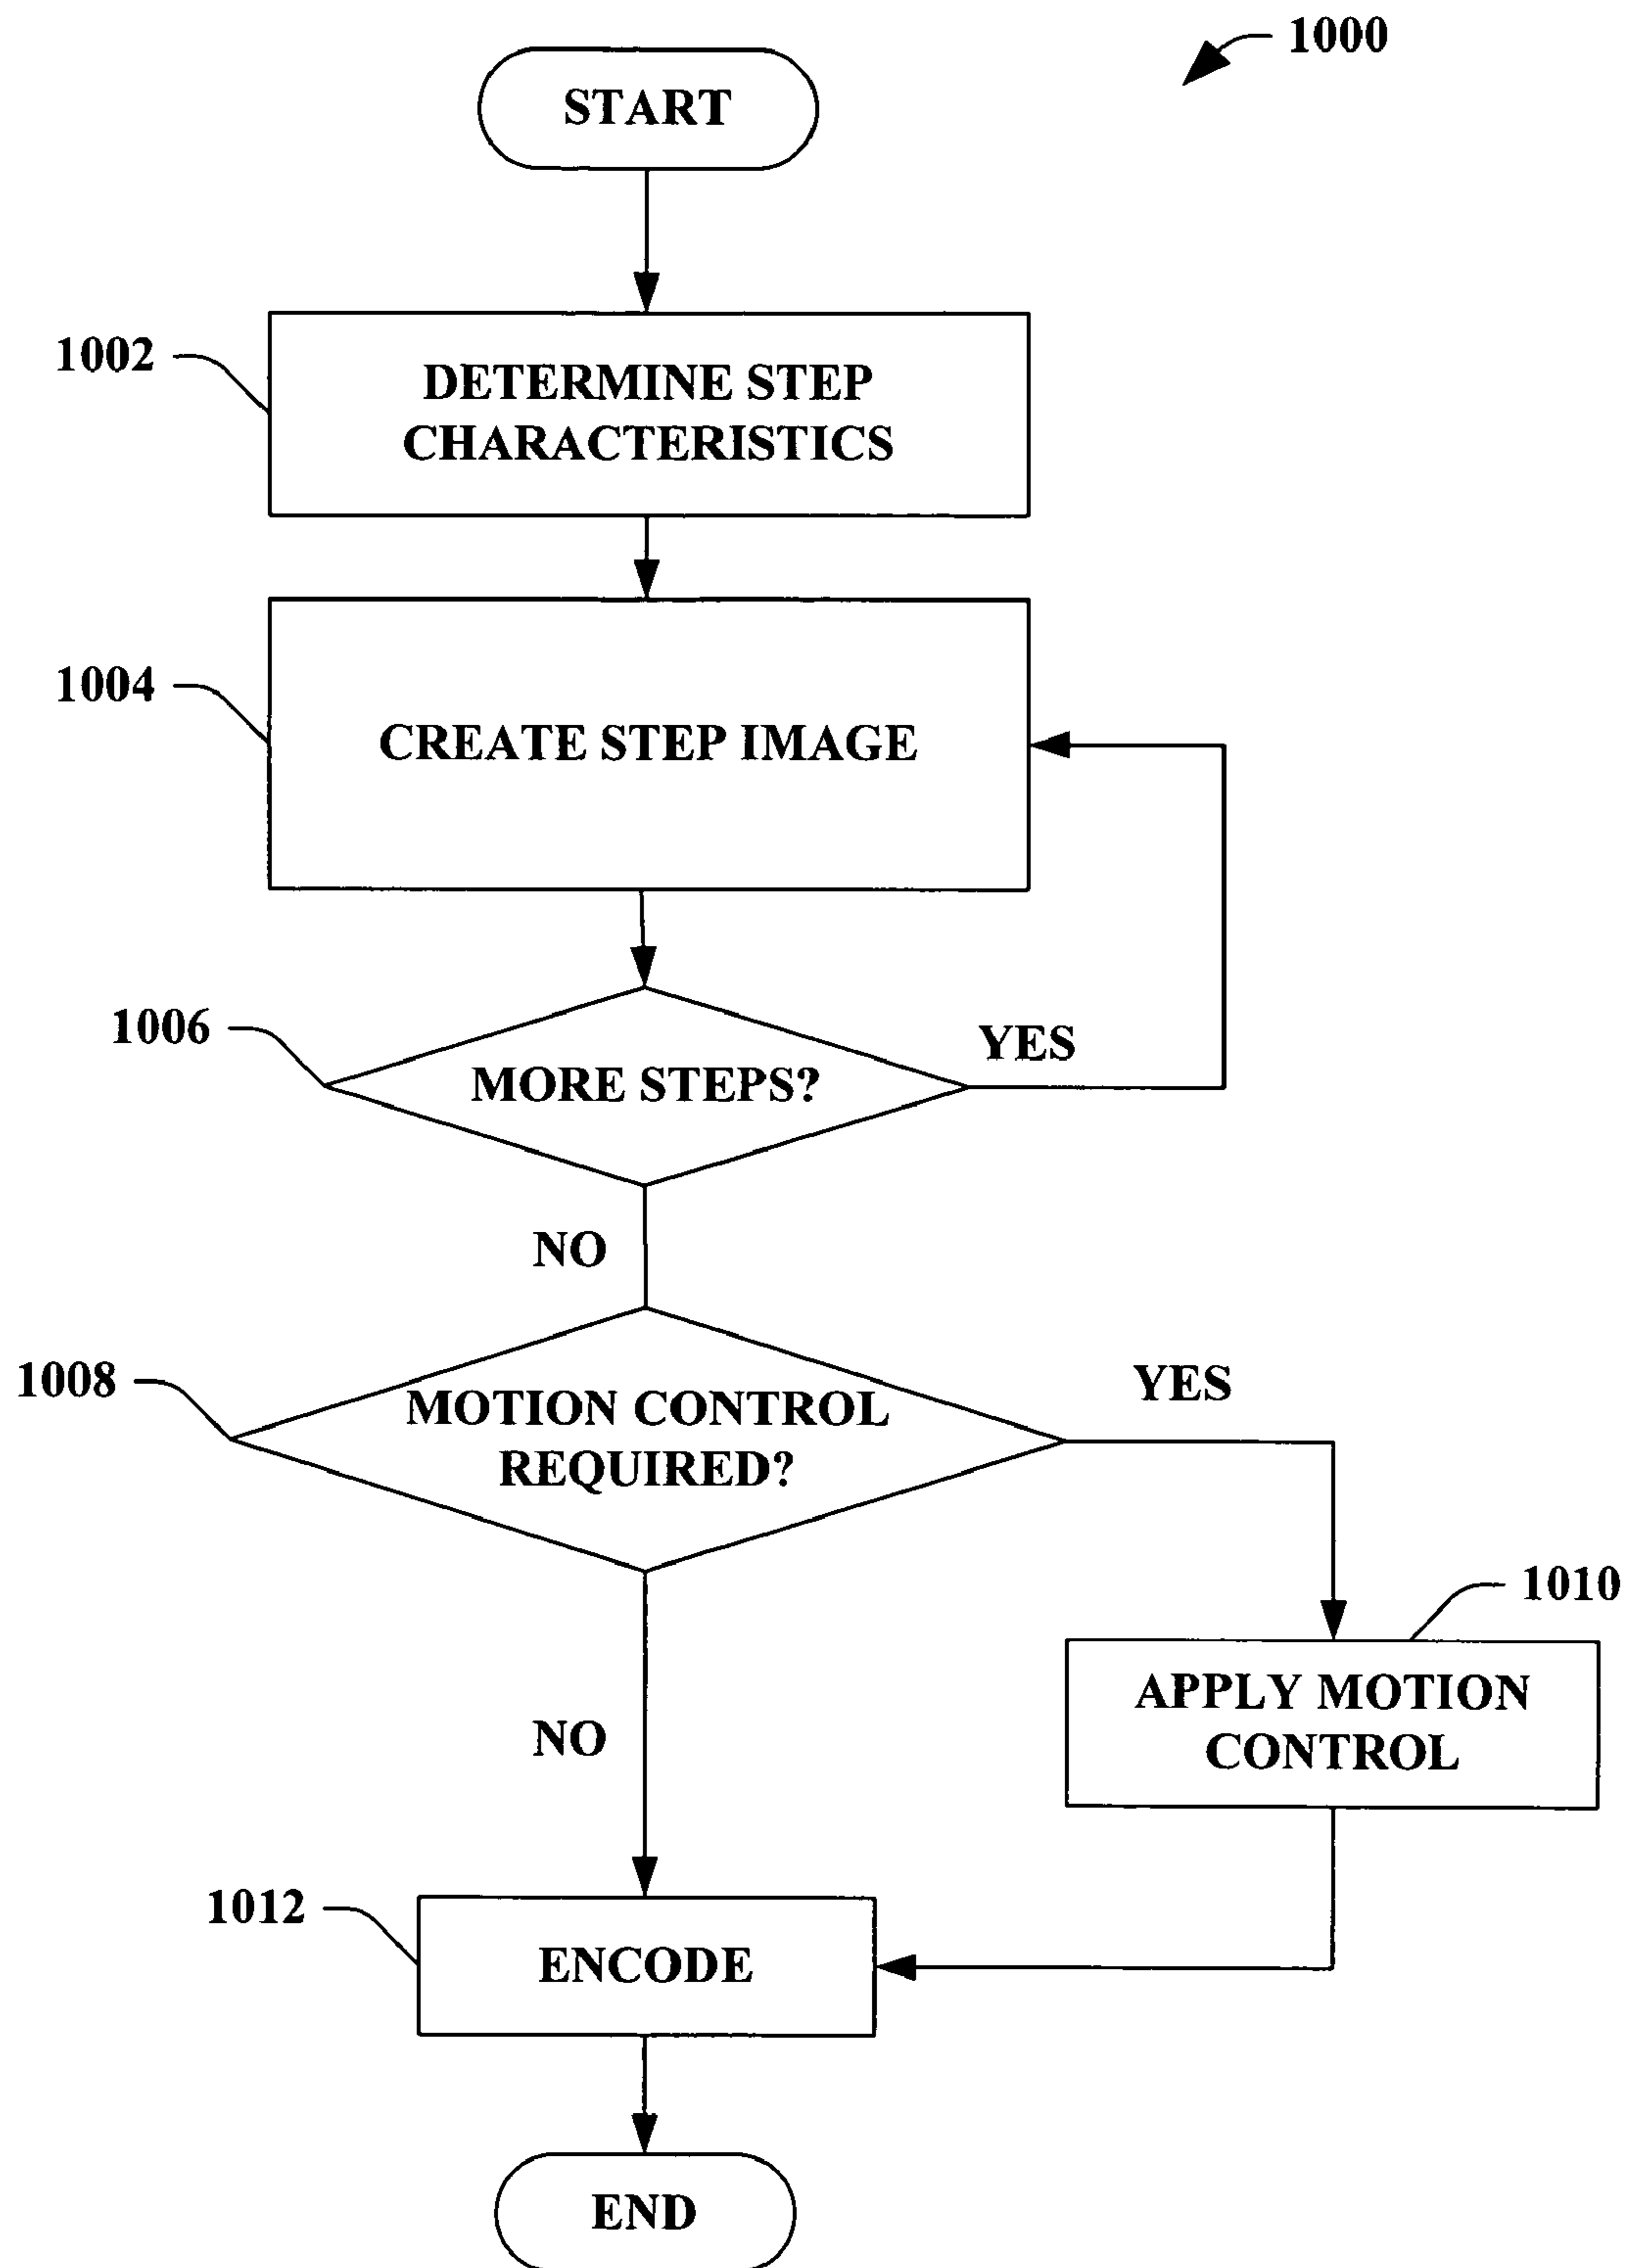 1000
START
1002
DETERMINE STEP
CHARACTERISTICS
1004
CREATE STEP IMAGE
1006
YES
MORE STEPS?
NO
1008
YES
MOTION CONTROL
REQUIRED?
1010
APPLY MOTION
CONTROL
NO
1012
ENCODE
END